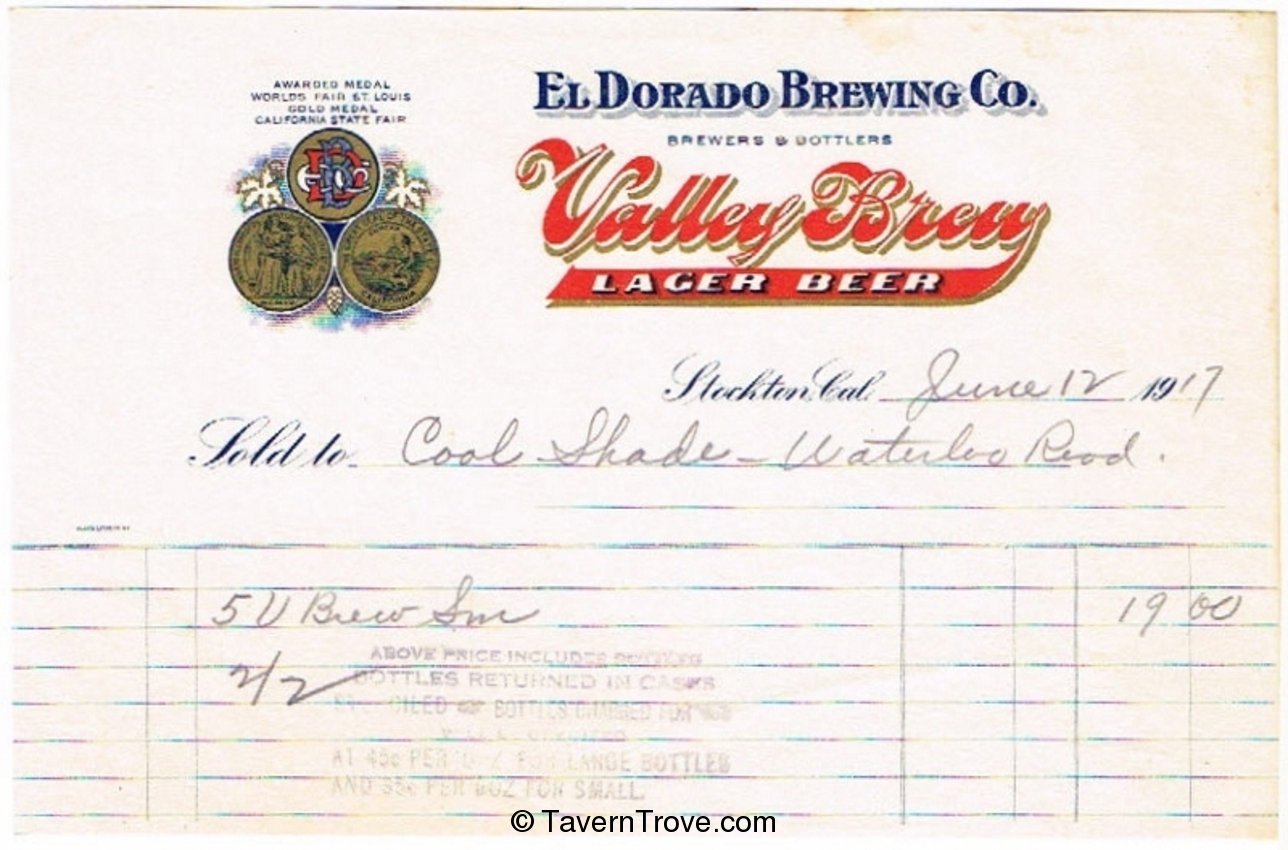 AWARDED MEDAL
WORLDS FAIR ST. LOUIS
GOLD MEDAL
CALIFORNIA STATE FAIR
EL DORADO BREWING CO.
BREWERS & BOTTLERS
Valley Brew
LAGER BEER
Stockton, Cal. June 12 1917
Sold to Cool Shade - Waterloo Road.
5 V Brew Sm 19 00
2/2
ABOVE PRICE INCLUDES
BOTTLES RETURNED IN CASES
BOTTLES CHARGED FOR
AT 45c PER DOZ FOR LARGE BOTTLES
AND 35c PER DOZ FOR SMALL.
© TavernTrove.com